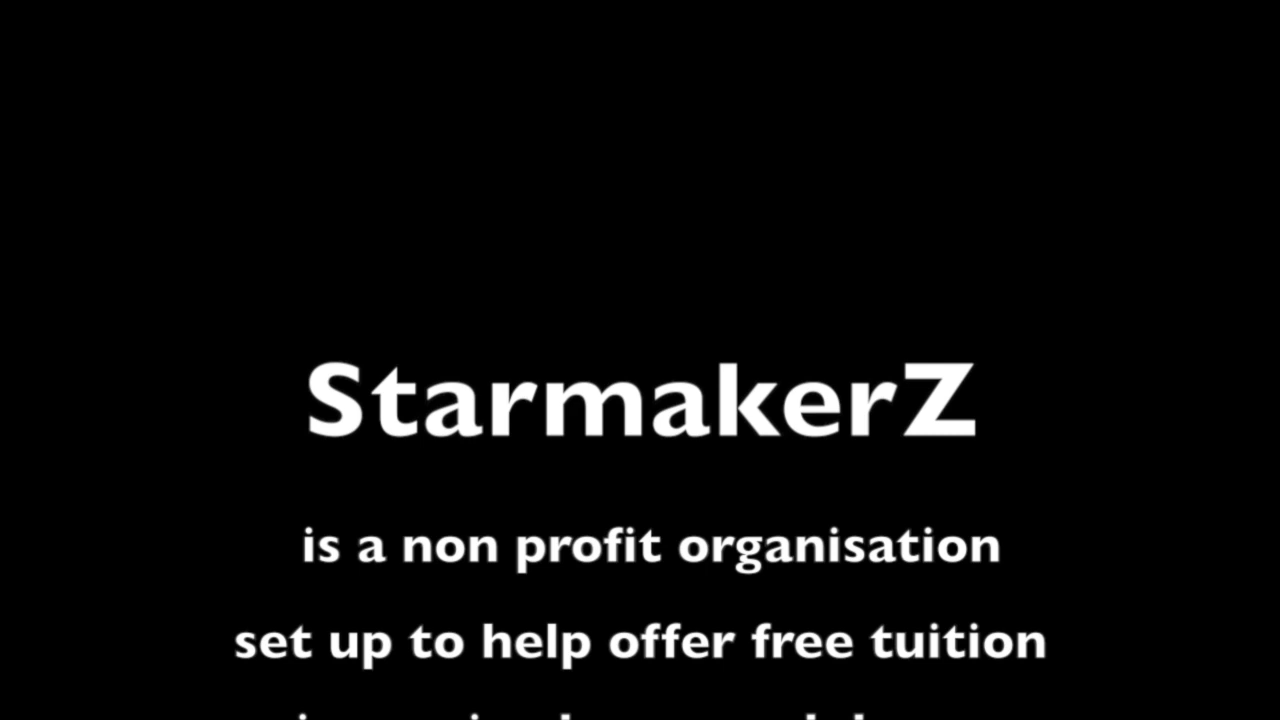 StarmakerZ
is a non profit organisation
set up to help offer free tuition